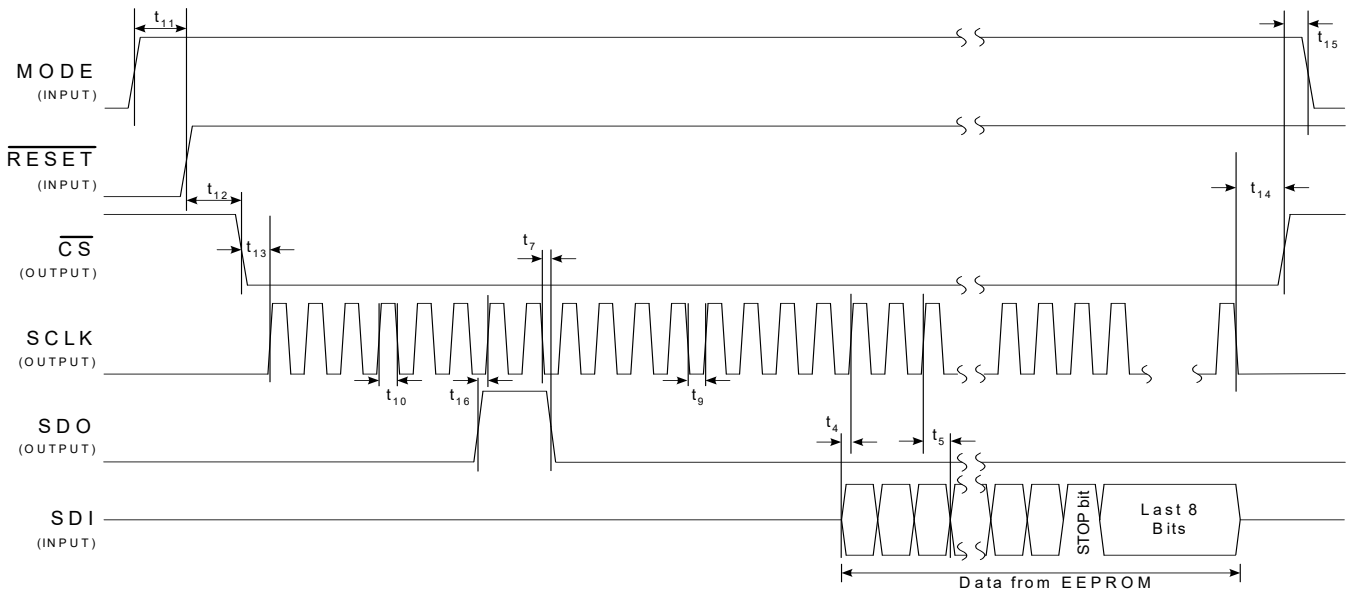 t11
t15
MODE
(INPUT)
RESET
(INPUT)
t12
t14
CS
(OUTPUT)
t13
t7
SCLK
(OUTPUT)
t10
t16
t9
SDO
(OUTPUT)
t4
t5
SDI
(INPUT)
STOP bit
Last 8
Bits
Data from EEPROM